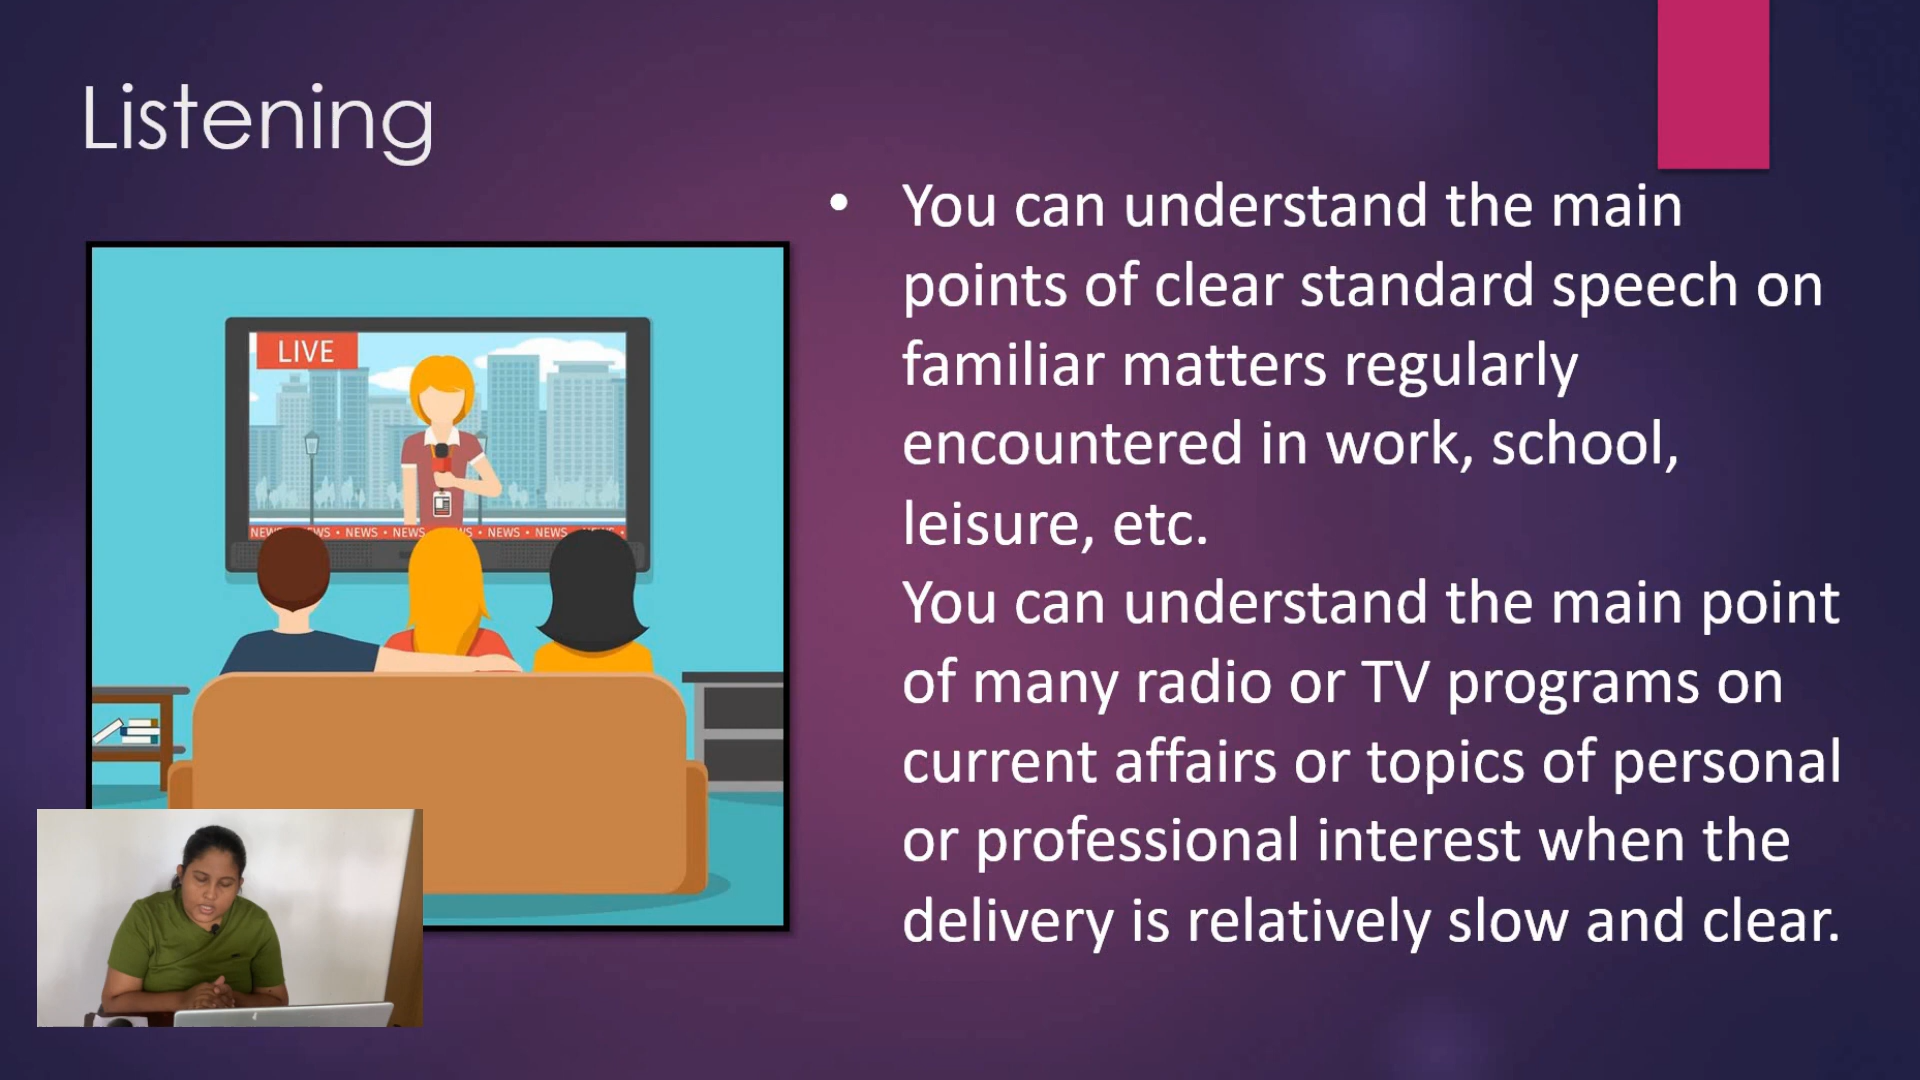 Listening
LIVE
NEWS • NEWS • NEWS • NEWS
• You can understand the main
points of clear standard speech on
familiar matters regularly
encountered in work, school,
leisure, etc.
You can understand the main point
of many radio or TV programs on
current affairs or topics of personal
or professional interest when the
delivery is relatively slow and clear.